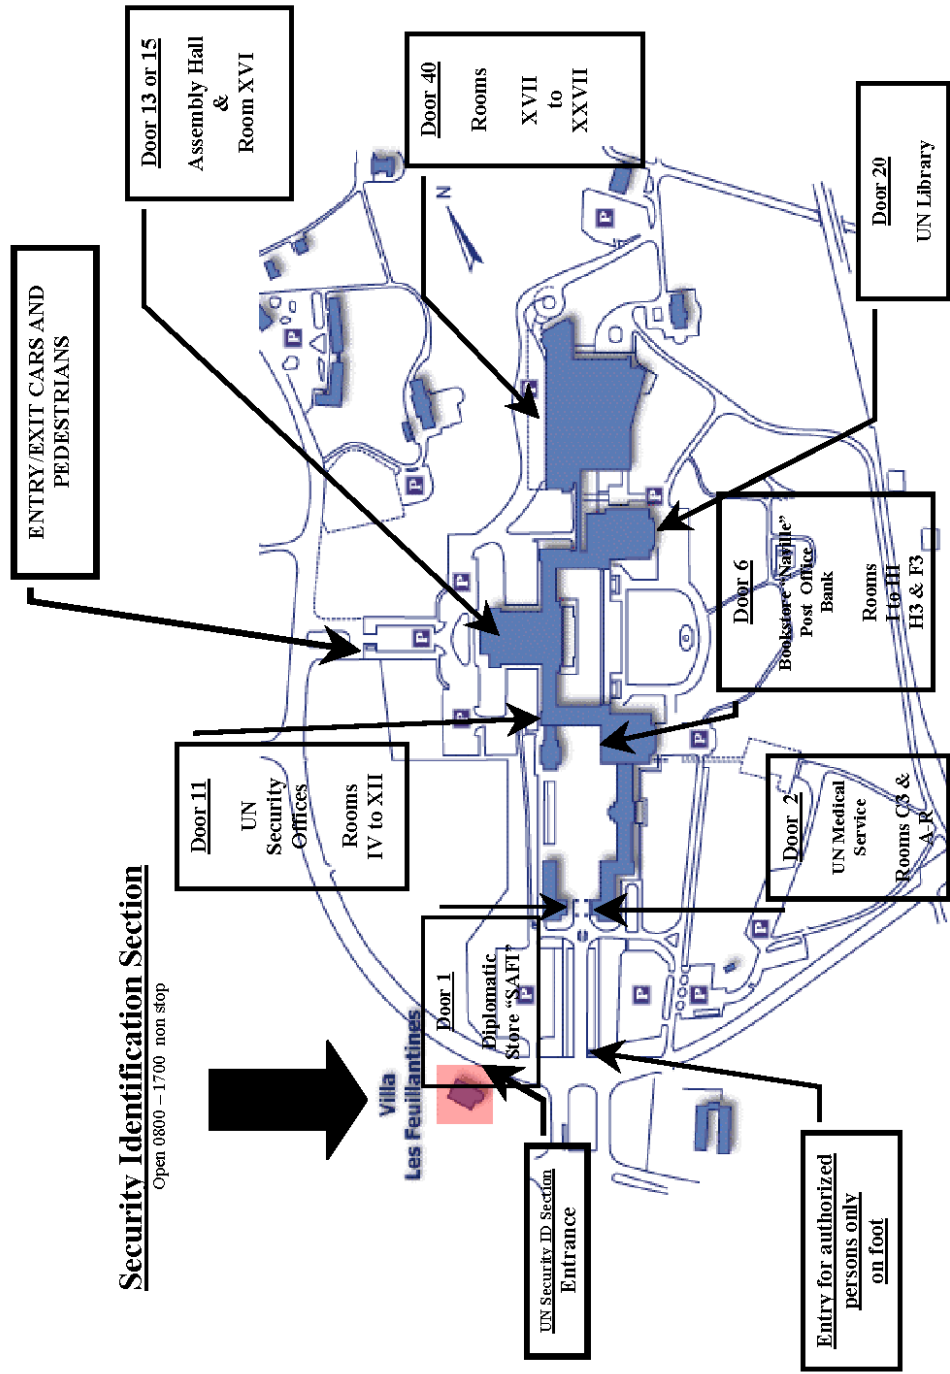 Security Identification Section
Open 0800 – 1700 non stop
ENTRY/EXIT CARS AND
PEDESTRIANS
Door 13 or 15
Assembly Hall
&
Room XVI
Door 40
Rooms
XVII
to
XXVII
Door 11
UN
Security
Offices
Rooms
IV to XII
N
Villa
Les Feuillantines
Door 1
Diplomatic
Store “SAFI”
Door 20
UN Library
Door 6
Bookstore “Naville”
Post Office
Bank
Rooms
I to III
H3 & F3
Door 2
UN Medical
Service
Rooms C3 &
A-R
UN Security ID Section
Entrance
Entry for authorized
persons only
on foot
P
P
P
P
P
P
P
P
P
P
P
P
P